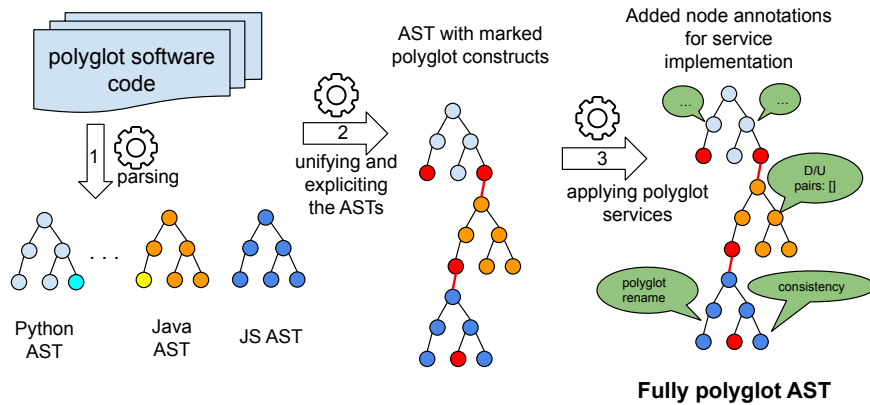 polyglot software
code
1
parsing
Python
AST
. . .
Java
AST
JS AST
2
unifying and
expliciting
the ASTs
AST with marked
polyglot constructs
3
applying polyglot
services
Added node annotations
for service
implementation
...
...
D/U
pairs: []
polyglot
rename
consistency
Fully polyglot AST